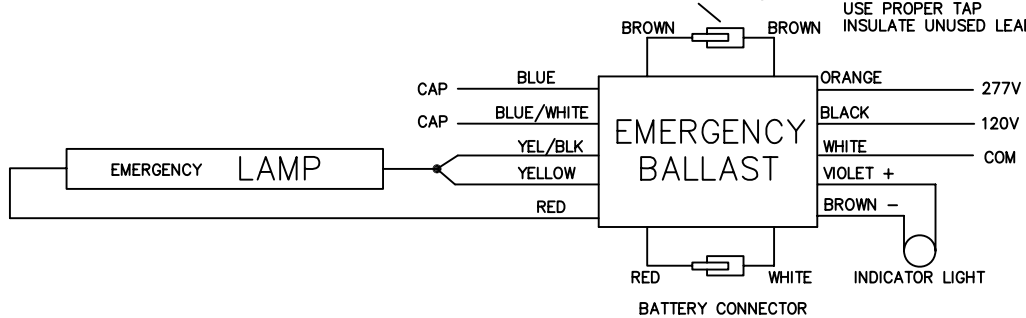 USE PROPER TAP
BROWN BROWN INSULATE UNUSED
CAP BLUE ORANGE 277V
CAP BLUE/WHITE BLACK 120V
EMERGENCY
BALLAST
YEL/BLK WHITE COM
EMERGENCY LAMP
YELLOW VIOLET +
RED BROWN -
RED WHITE INDICATOR LIGHT
BATTERY CONNECTOR